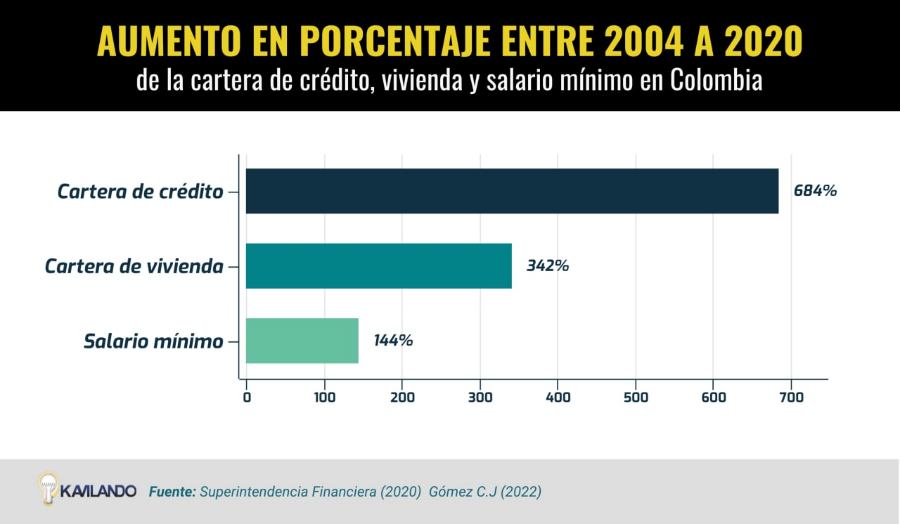 AUMENTO EN PORCENTAJE ENTRE 2004 A 2020
de la cartera de crédito, vivienda y salario mínimo en Colombia
Cartera de crédito
684%
Cartera de vivienda
342%
Salario mínimo
144%
0 100 200 300 400 500 600 700
KAVILANDO Fuente: Superintendencia Financiera (2020) Gómez C.J (2022)